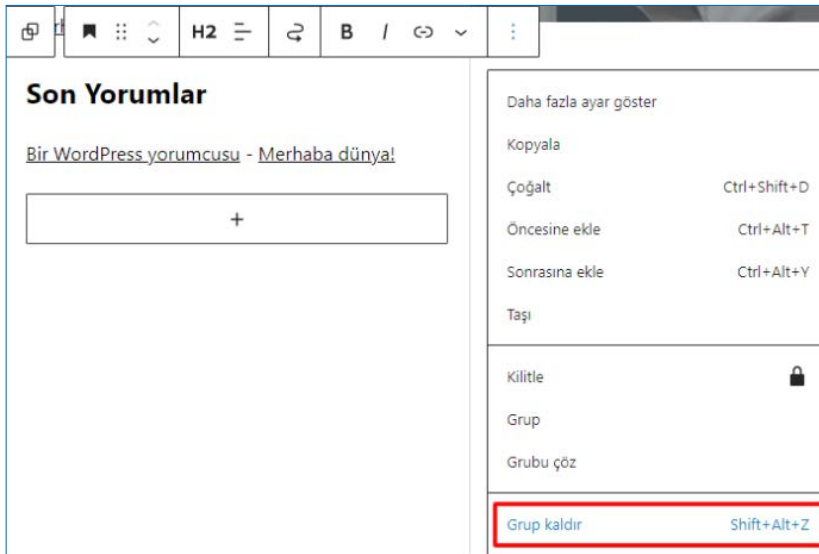 H2 B I
Son Yorumlar
Bir WordPress yorumcusu - Merhaba dünya!
+
Daha fazla ayar göster
Kopyala
Çoğalt Ctrl+Shift+D
Öncesine ekle Ctrl+Alt+T
Sonrasına ekle Ctrl+Alt+Y
Taşı
Kilitle
Grup
Grubu çöz
Grup kaldır Shift+Alt+Z